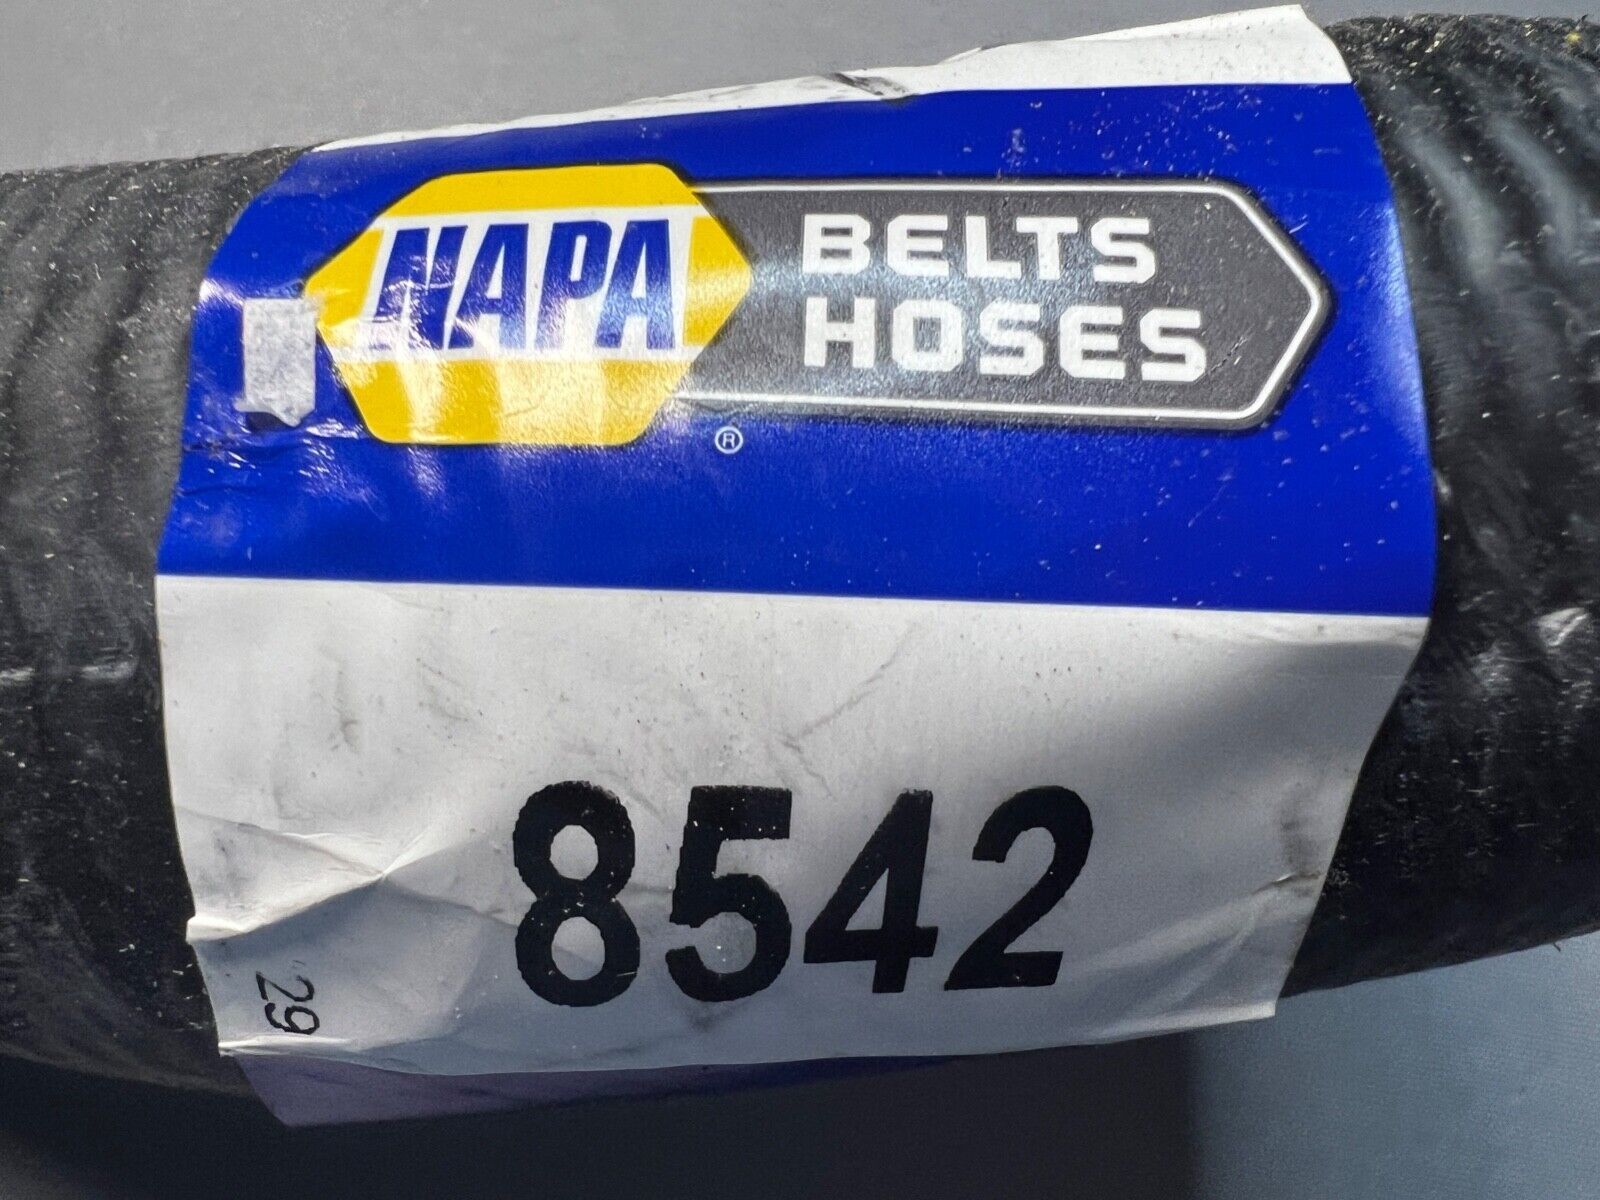 NAPA
BELTS
HOSES
®
8542
29